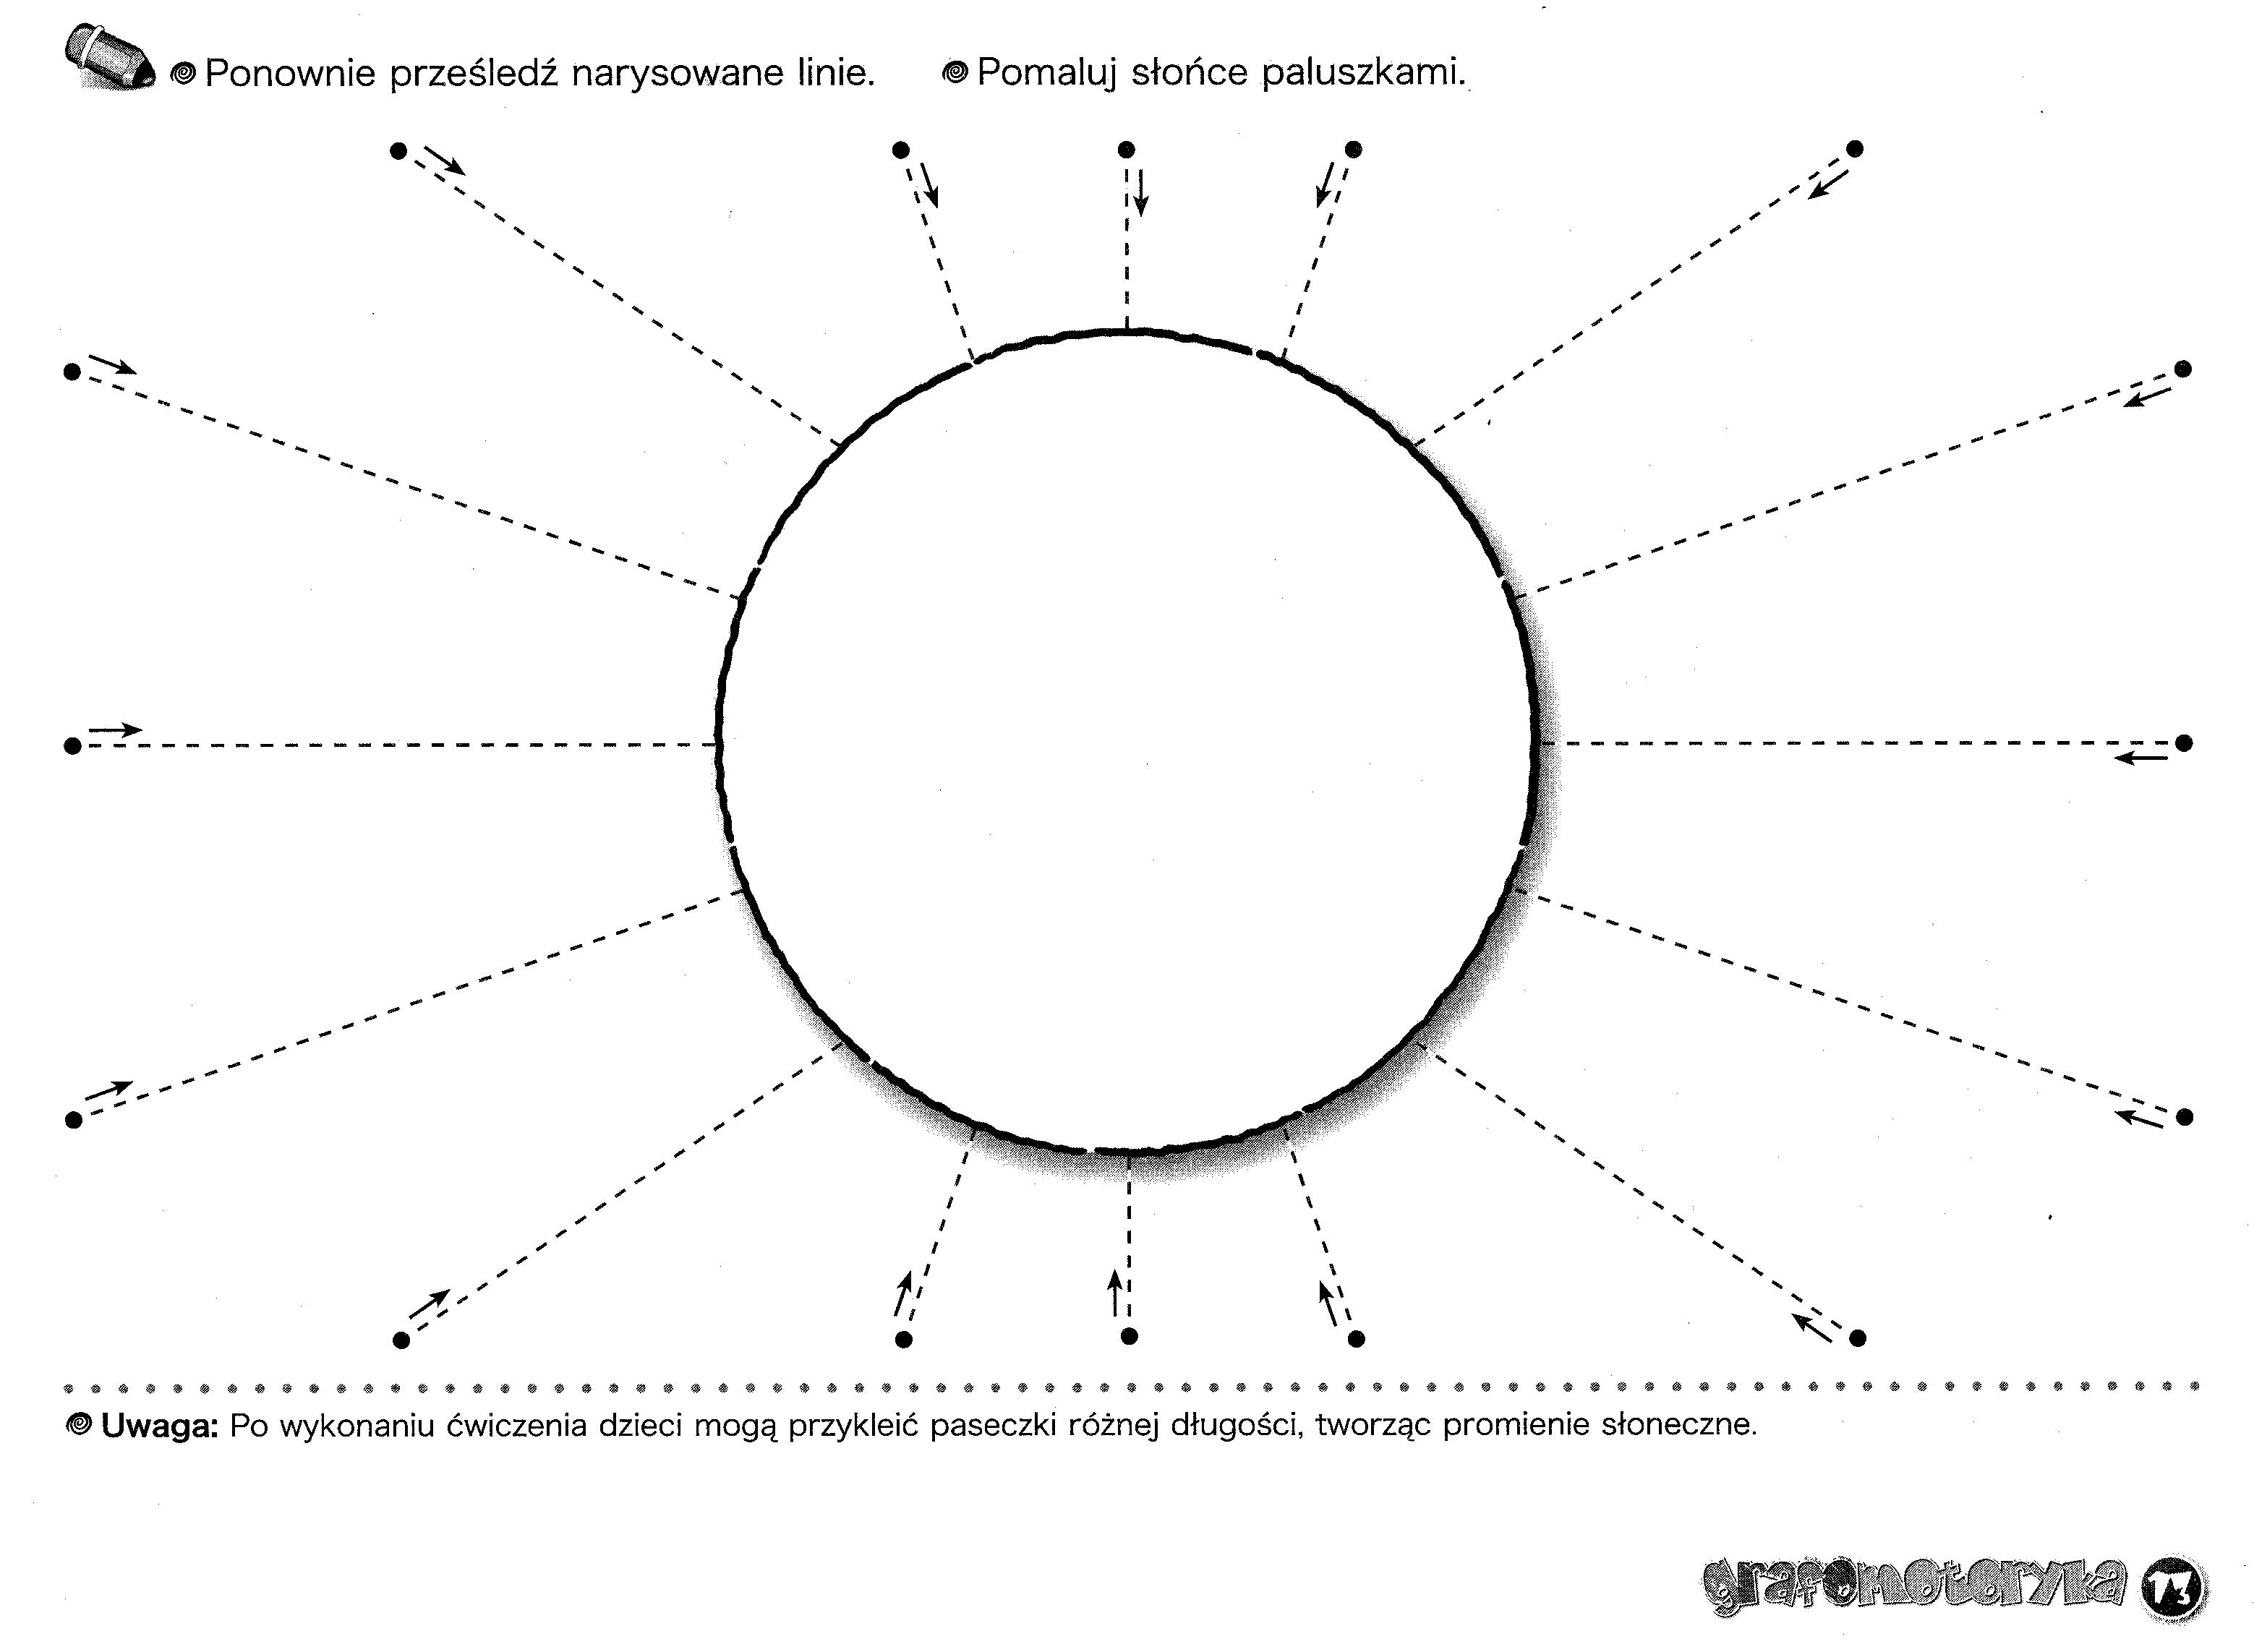 Ponownie prześledź narysowane linie. Pomaluj słońce paluszkami.
Uwaga: Po wykonaniu ćwiczenia dzieci mogą przykleić paseczki różnej długości, tworząc promienie słoneczne.
grafomotoryka 13